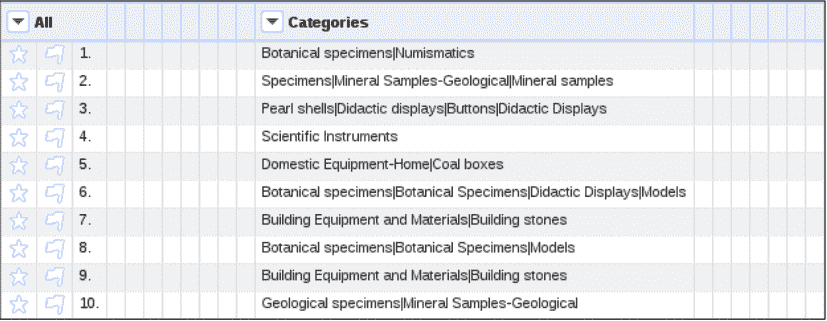 All Categories
1. Botanical specimens|Numismatics
2. Specimens|Mineral Samples-Geological|Mineral samples
3. Pearl shells|Didactic displays|Buttons|Didactic Displays
4. Scientific Instruments
5. Domestic Equipment-Home|Coal boxes
6. Botanical specimens|Botanical Specimens|Didactic Displays|Models
7. Building Equipment and Materials|Building stones
8. Botanical specimens|Botanical Specimens|Models
9. Building Equipment and Materials|Building stones
10. Geological specimens|Mineral Samples-Geological